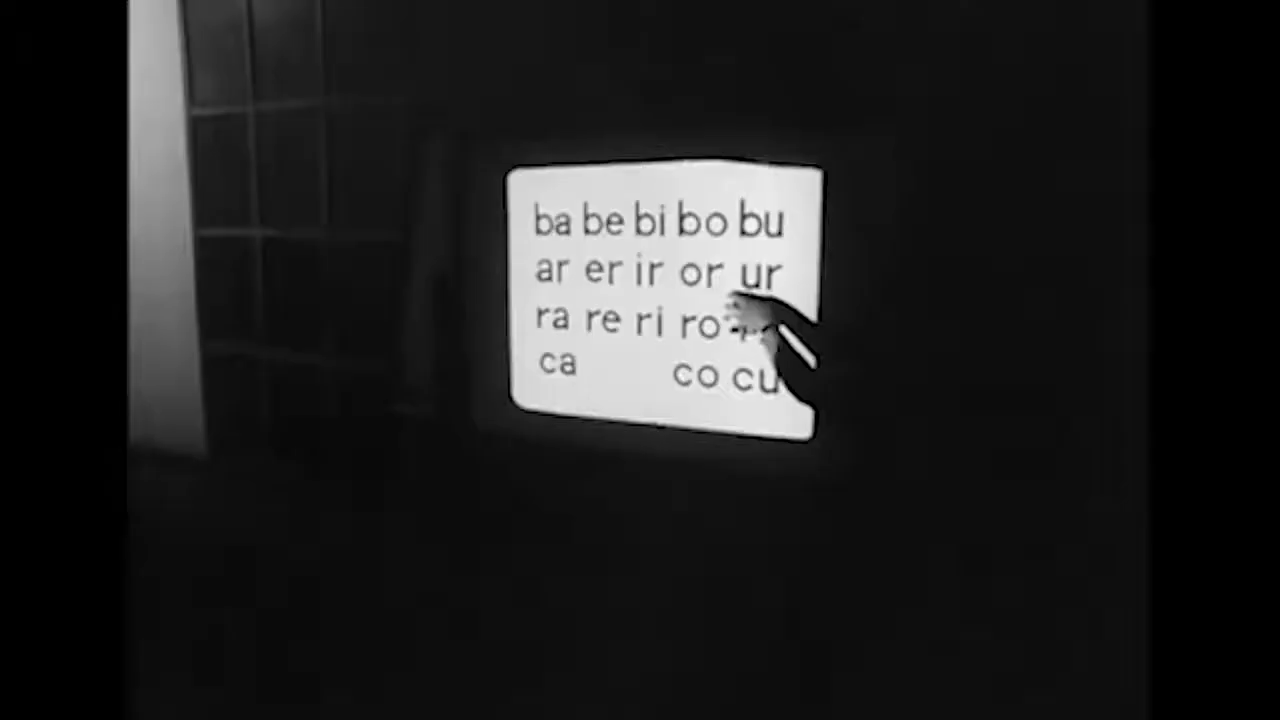 ba be bi bo bu
ar er ir or ur
ra re ri ro
ca co cu